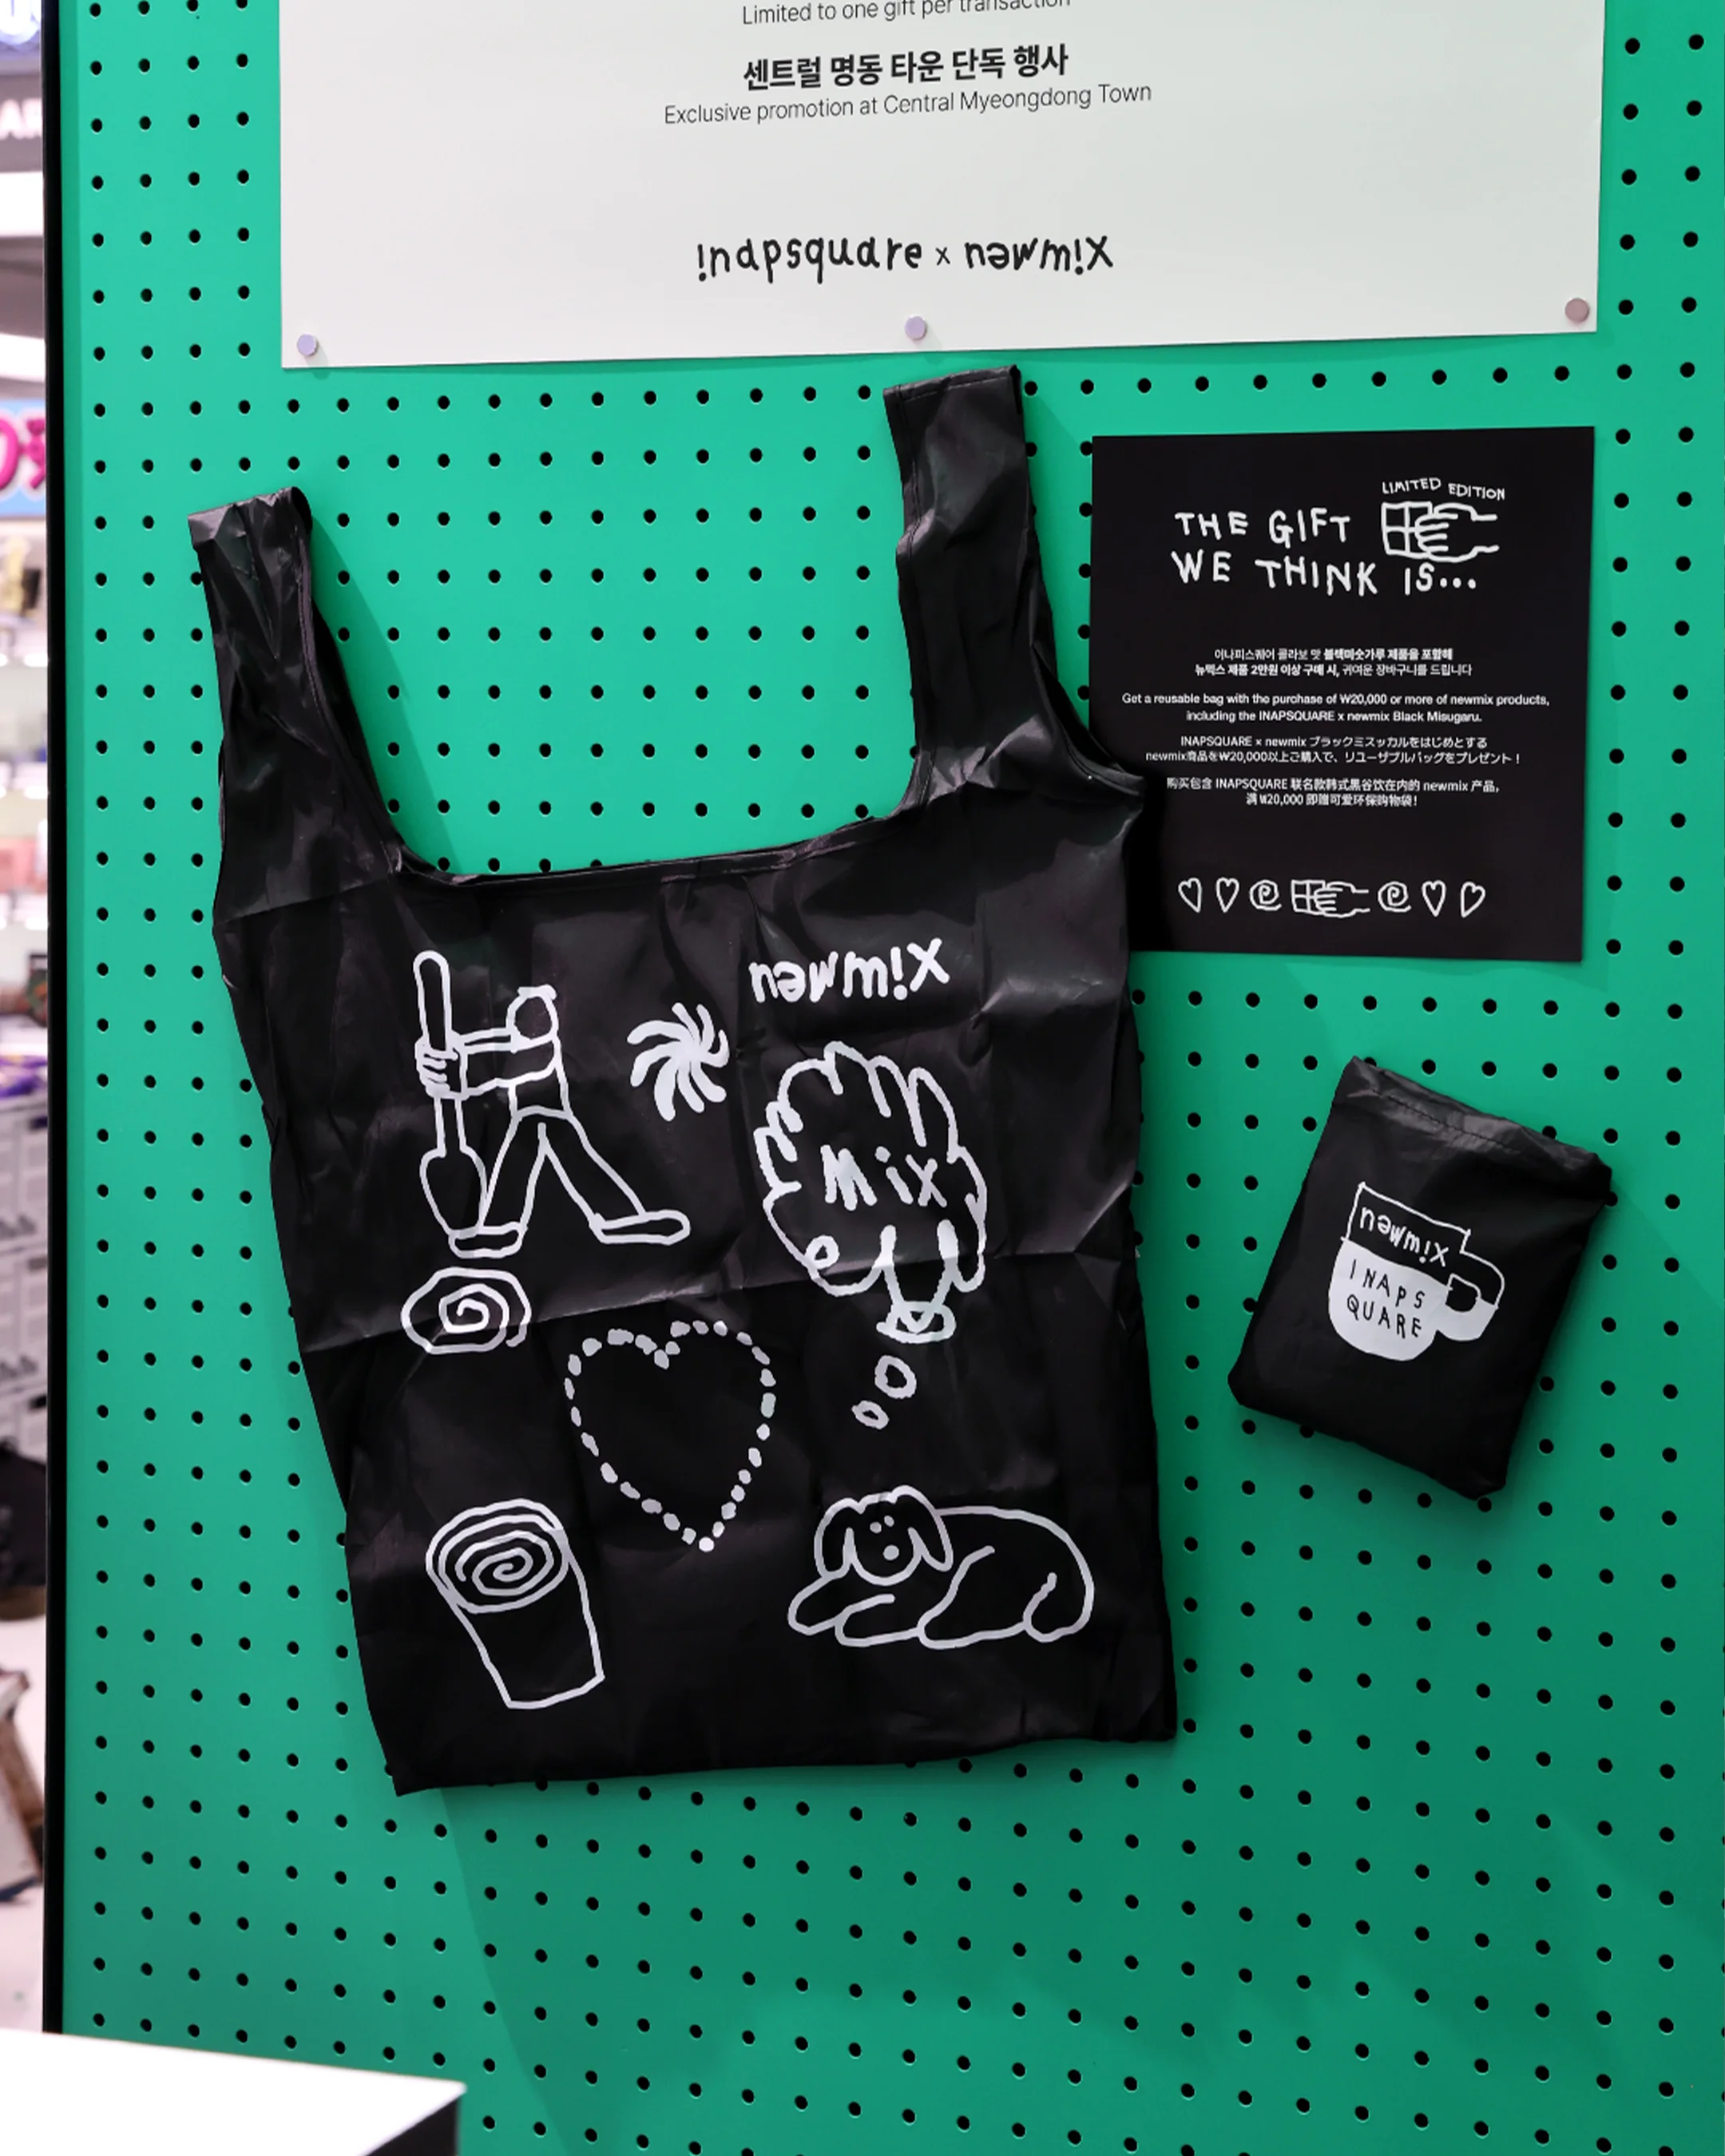 Limited to one gift per transaction
센트럴 명동 타운 단독 행사
Exclusive promotion at Central Myeongdong Town
inapsquare x newmix
LIMITED EDITION
THE GIFT
WE THINK IS...
이나피스퀘어 콜라보 맛 블랙미숫가루 제품을 포함해
뉴믹스 제품 2만원 이상 구매 시, 귀여운 장바구니를 드립니다
Get a reusable bag with the purchase of ₩20,000 or more of newmix products,
including the INAPSQUARE x newmix Black Misugaru.
INAPSQUARE × newmix ブラックミスッカルをはじめとする
newmix商品を₩20,000以上ご購入で、リユーザブルバッグをプレゼント！
购买包含 INAPSQUARE 联名款韩式黑谷饮在内的 newmix 产品，
满 ₩20,000 即赠可爱环保购物袋！
newmix
Mix
newmix
INAPS
QUARE